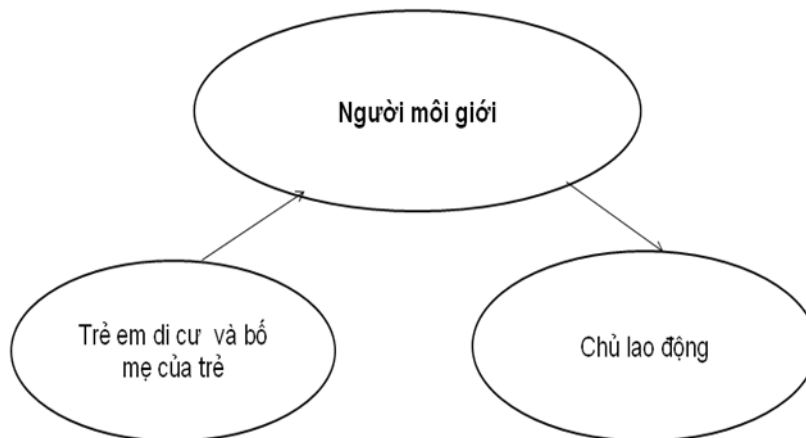 Người môi giới
Trẻ em di cư và bố
mẹ của trẻ
Chủ lao động